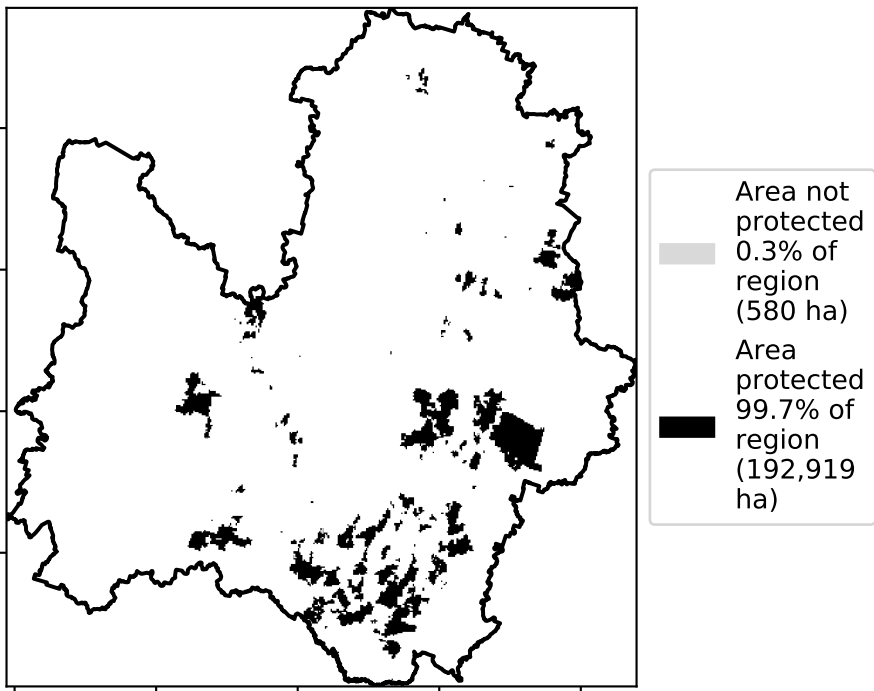 Area not
protected
0.3% of
region
(580 ha)
Area
protected
99.7% of
region
(192,919
ha)